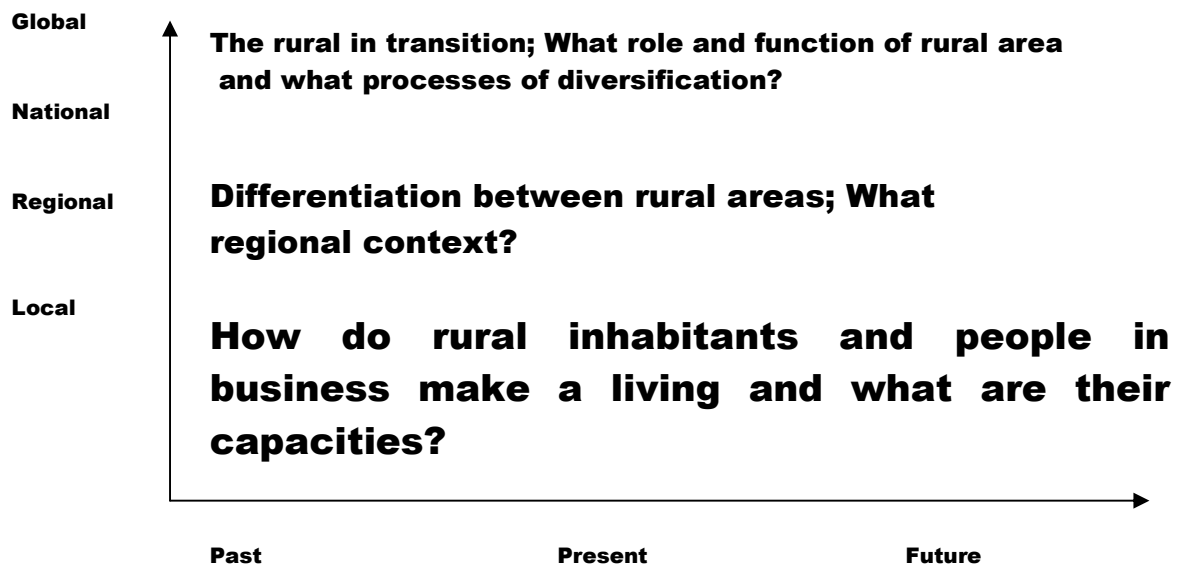 Global
The rural in transition; What role and function of rural area
and what processes of diversification?
National
Regional
Differentiation between rural areas; What
regional context?
Local
How do rural inhabitants and people in
business make a living and what are their
capacities?
Past Present Future